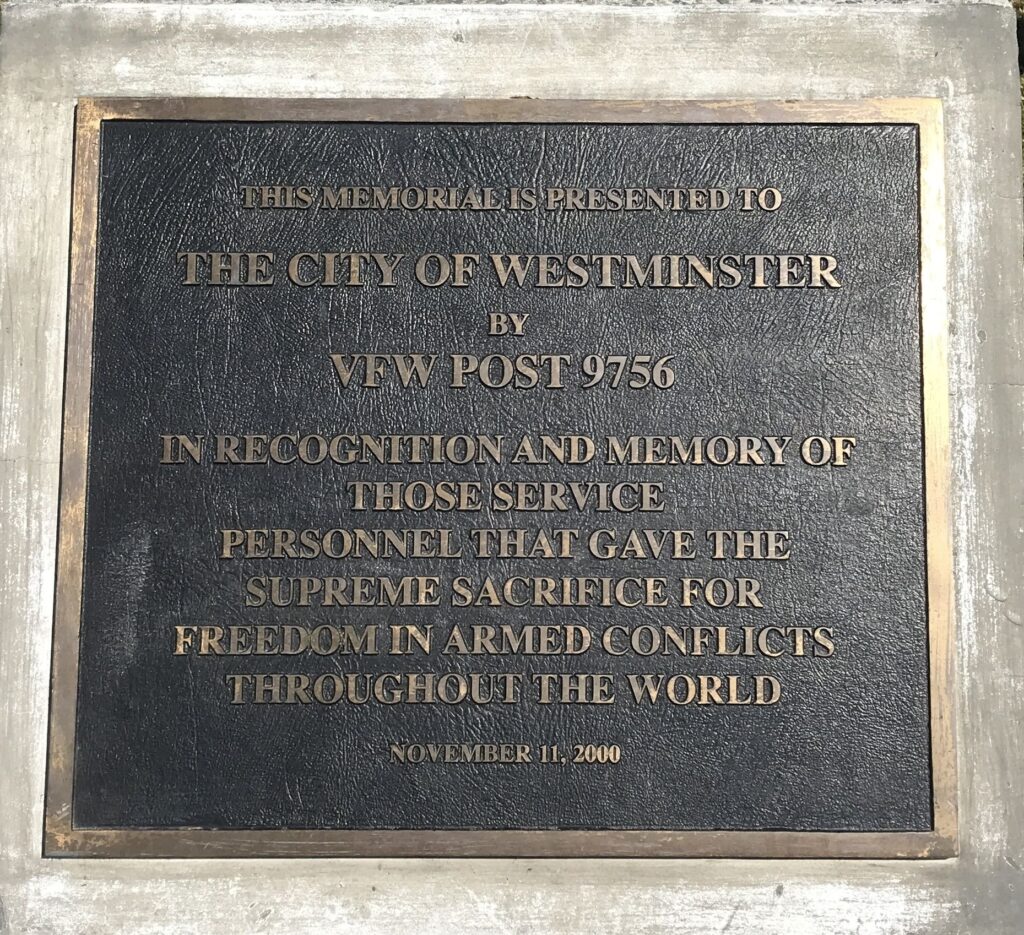 THIS MEMORIAL IS PRESENTED TO
THE CITY OF WESTMINSTER
BY
VFW POST 9756
IN RECOGNITION AND MEMORY OF
THOSE SERVICE
PERSONNEL THAT GAVE THE
SUPREME SACRIFICE FOR
FREEDOM IN ARMED CONFLICTS
THROUGHOUT THE WORLD
NOVEMBER 11, 2000